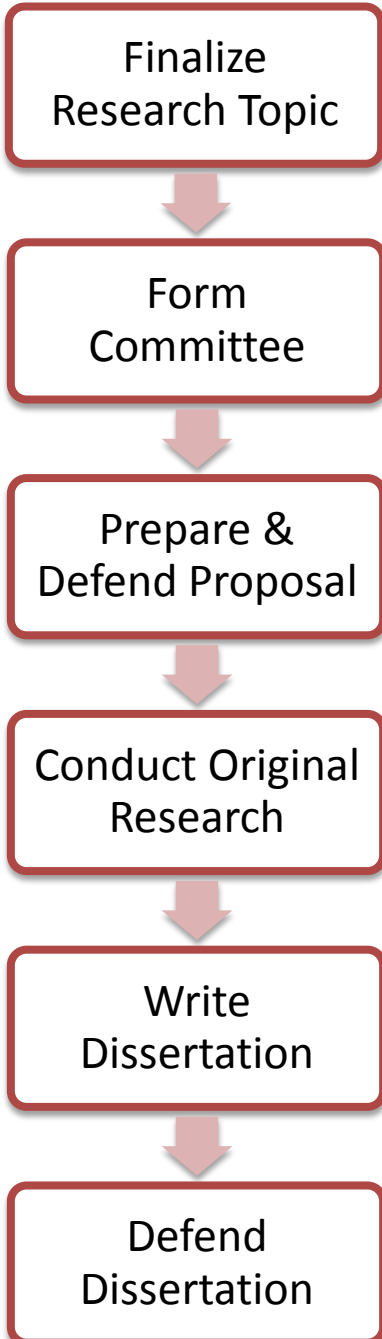 Finalize
Research Topic
Form
Committee
Prepare &
Defend Proposal
Conduct Original
Research
Write
Dissertation
Defend
Dissertation